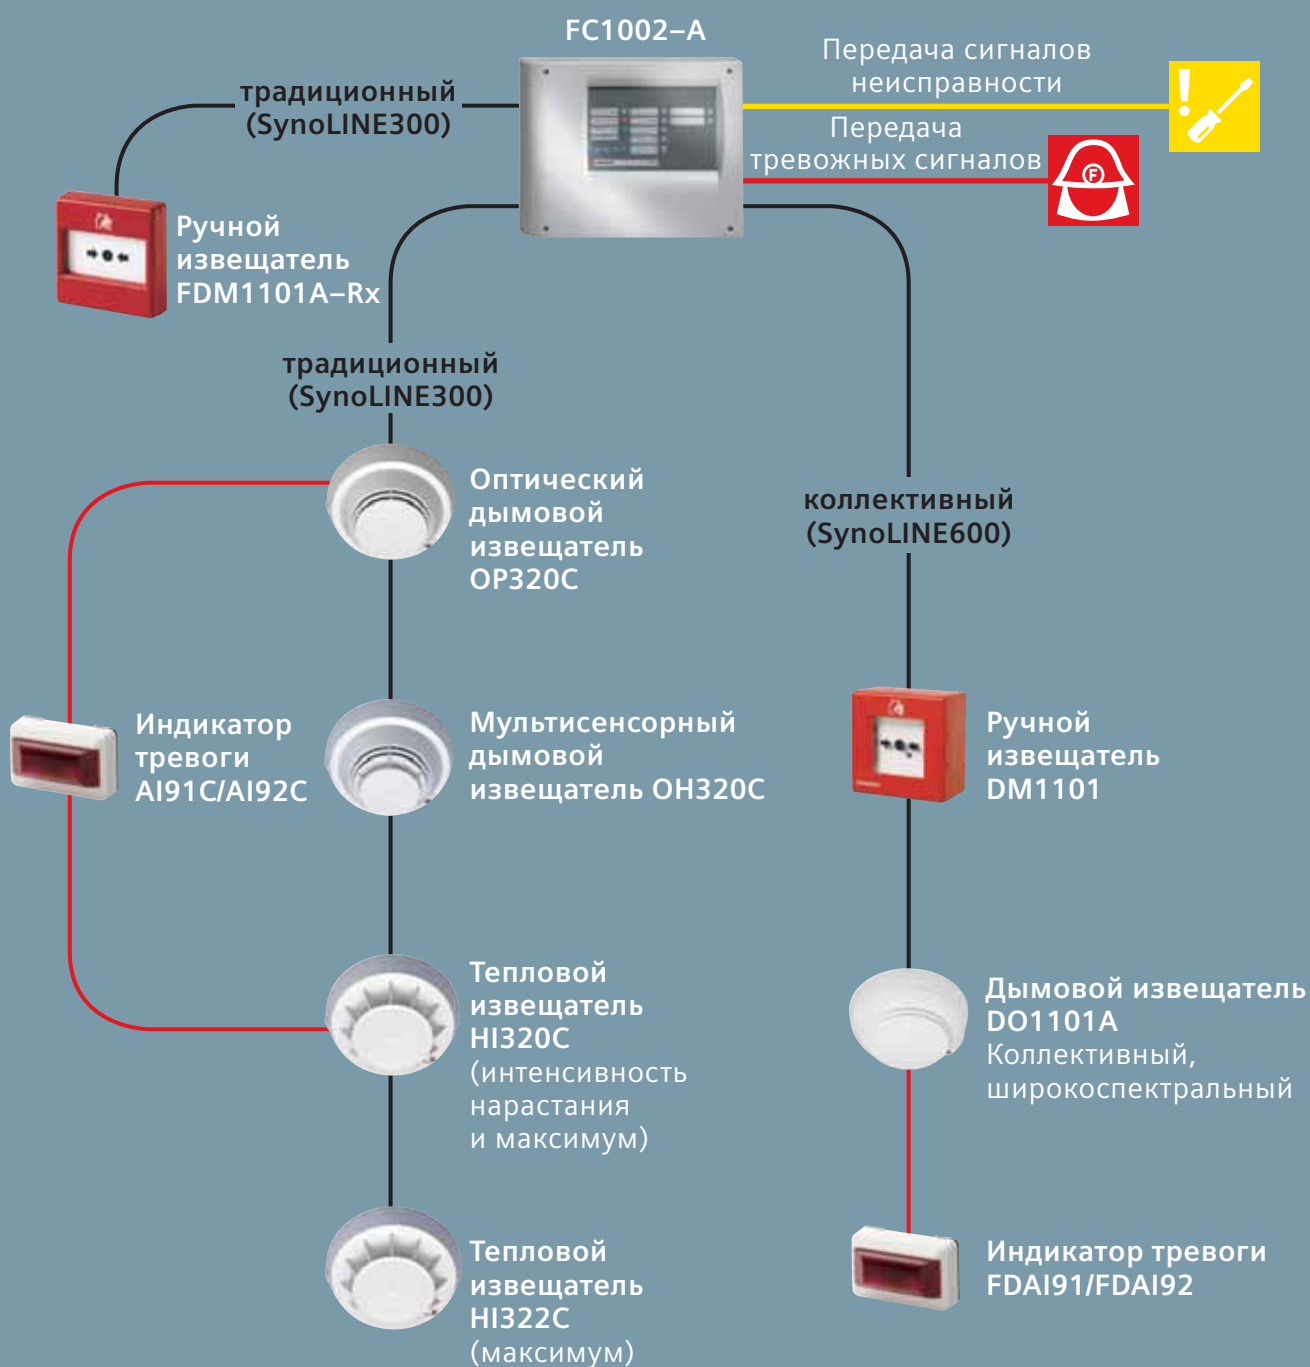 FC1002–A
Передача сигналов
неисправности
Передача
тревожных сигналов
традиционный
(SynoLINE300)
Ручной
извещатель
FDM1101A–Rx
традиционный
(SynoLINE300)
Оптический
дымовой
извещатель
OP320C
коллективный
(SynoLINE600)
Индикатор
тревоги
AI91C/AI92C
Мультисенсорный
дымовой
извещатель OH320C
Ручной
извещатель
DM1101
Тепловой
извещатель
HI320C
(интенсивность
нарастания
и максимум)
Дымовой извещатель
DO1101A
Коллективный,
широкоспектральный
Тепловой
извещатель
HI322C
(максимум)
Индикатор тревоги
FDAI91/FDAI92